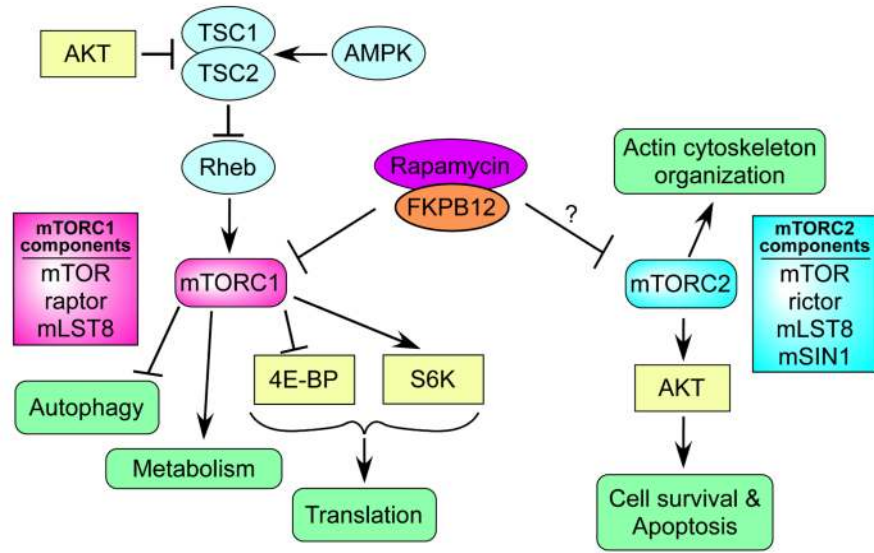 TSC1
AKT
AMPK
TSC2
Rheb
Rapamycin
FKPB12
?
Actin cytoskeleton
organization
mTORC1
components
mTOR
raptor
mLST8
mTORC1
mTORC2
mTORC2
components
mTOR
rictor
mLST8
mSIN1
4E-BP
S6K
AKT
Autophagy
Metabolism
Translation
Cell survival &
Apoptosis